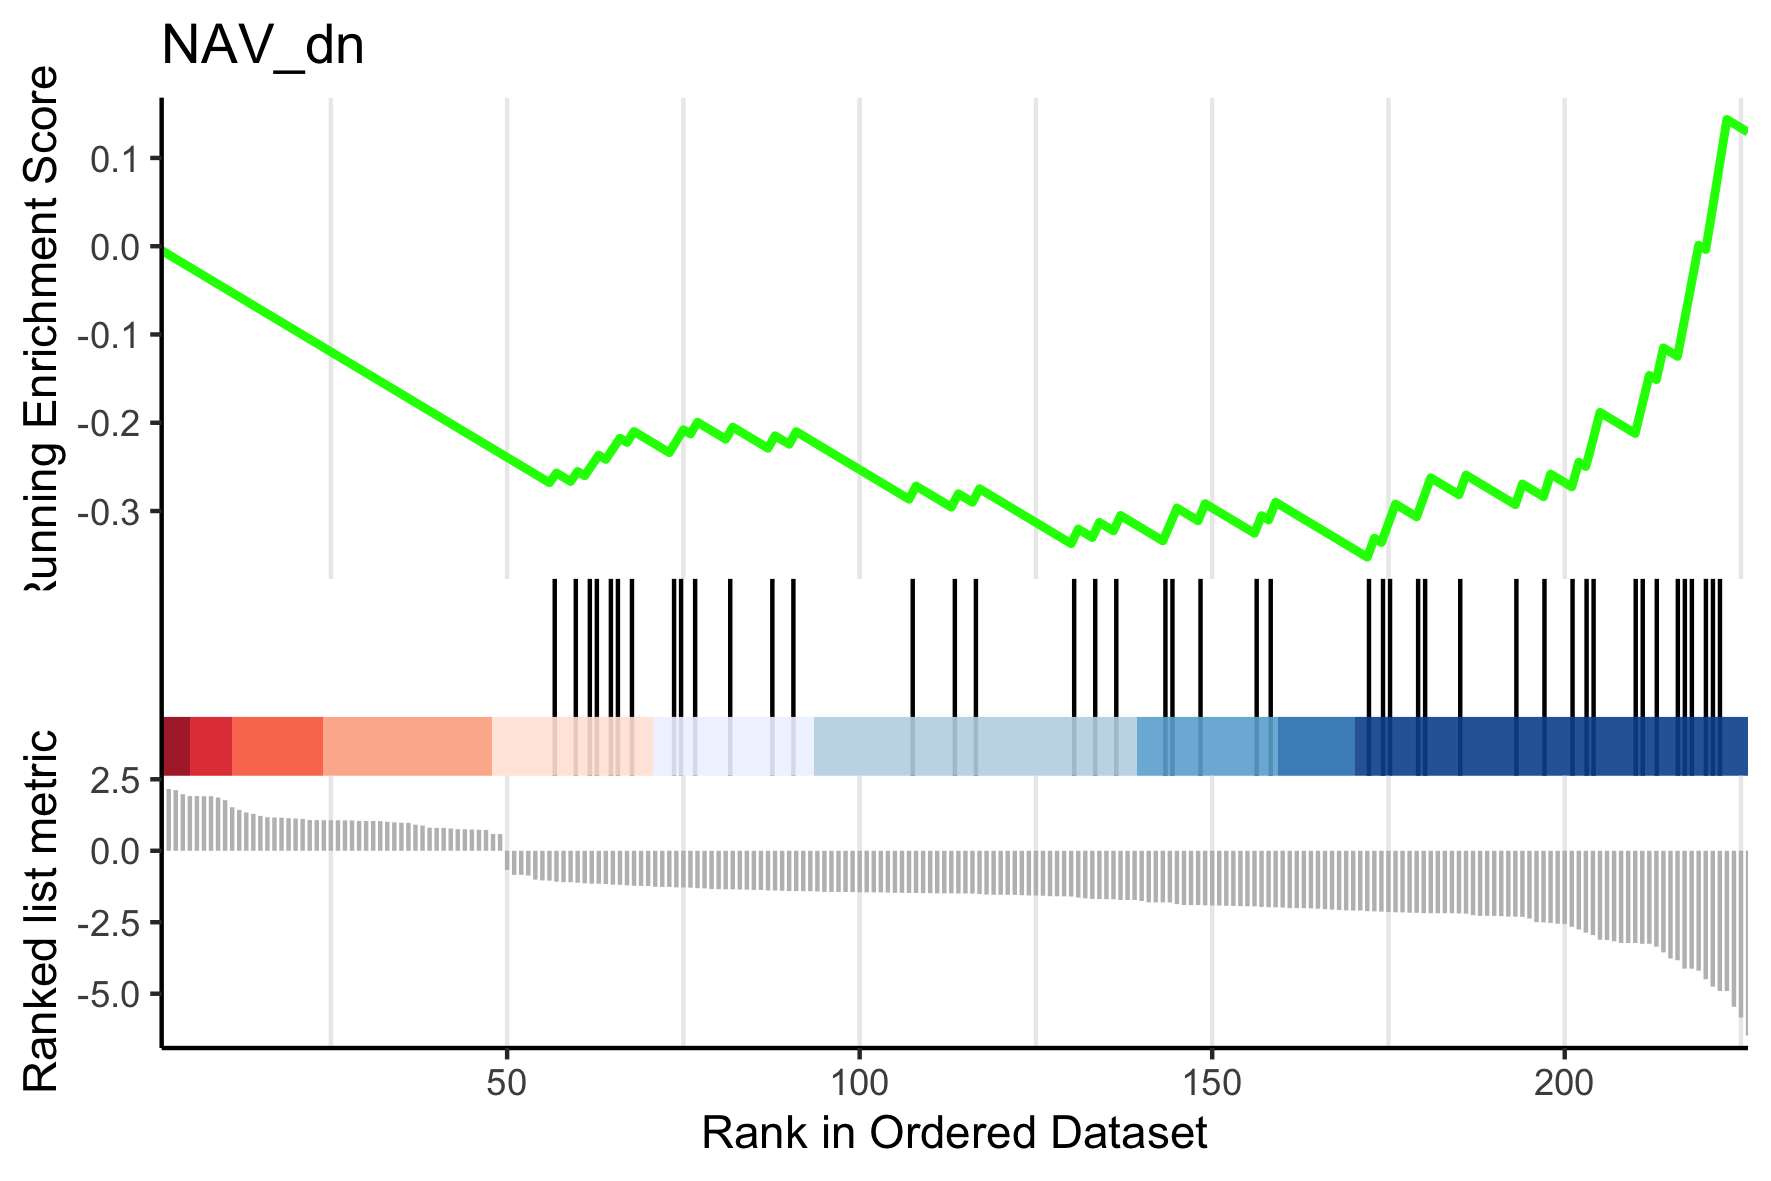 NAV_dn
Running Enrichment Score
0.1
0.0
-0.1
-0.2
-0.3
Ranked list metric
2.5
0.0
-2.5
-5.0
50 100 150 200
Rank in Ordered Dataset